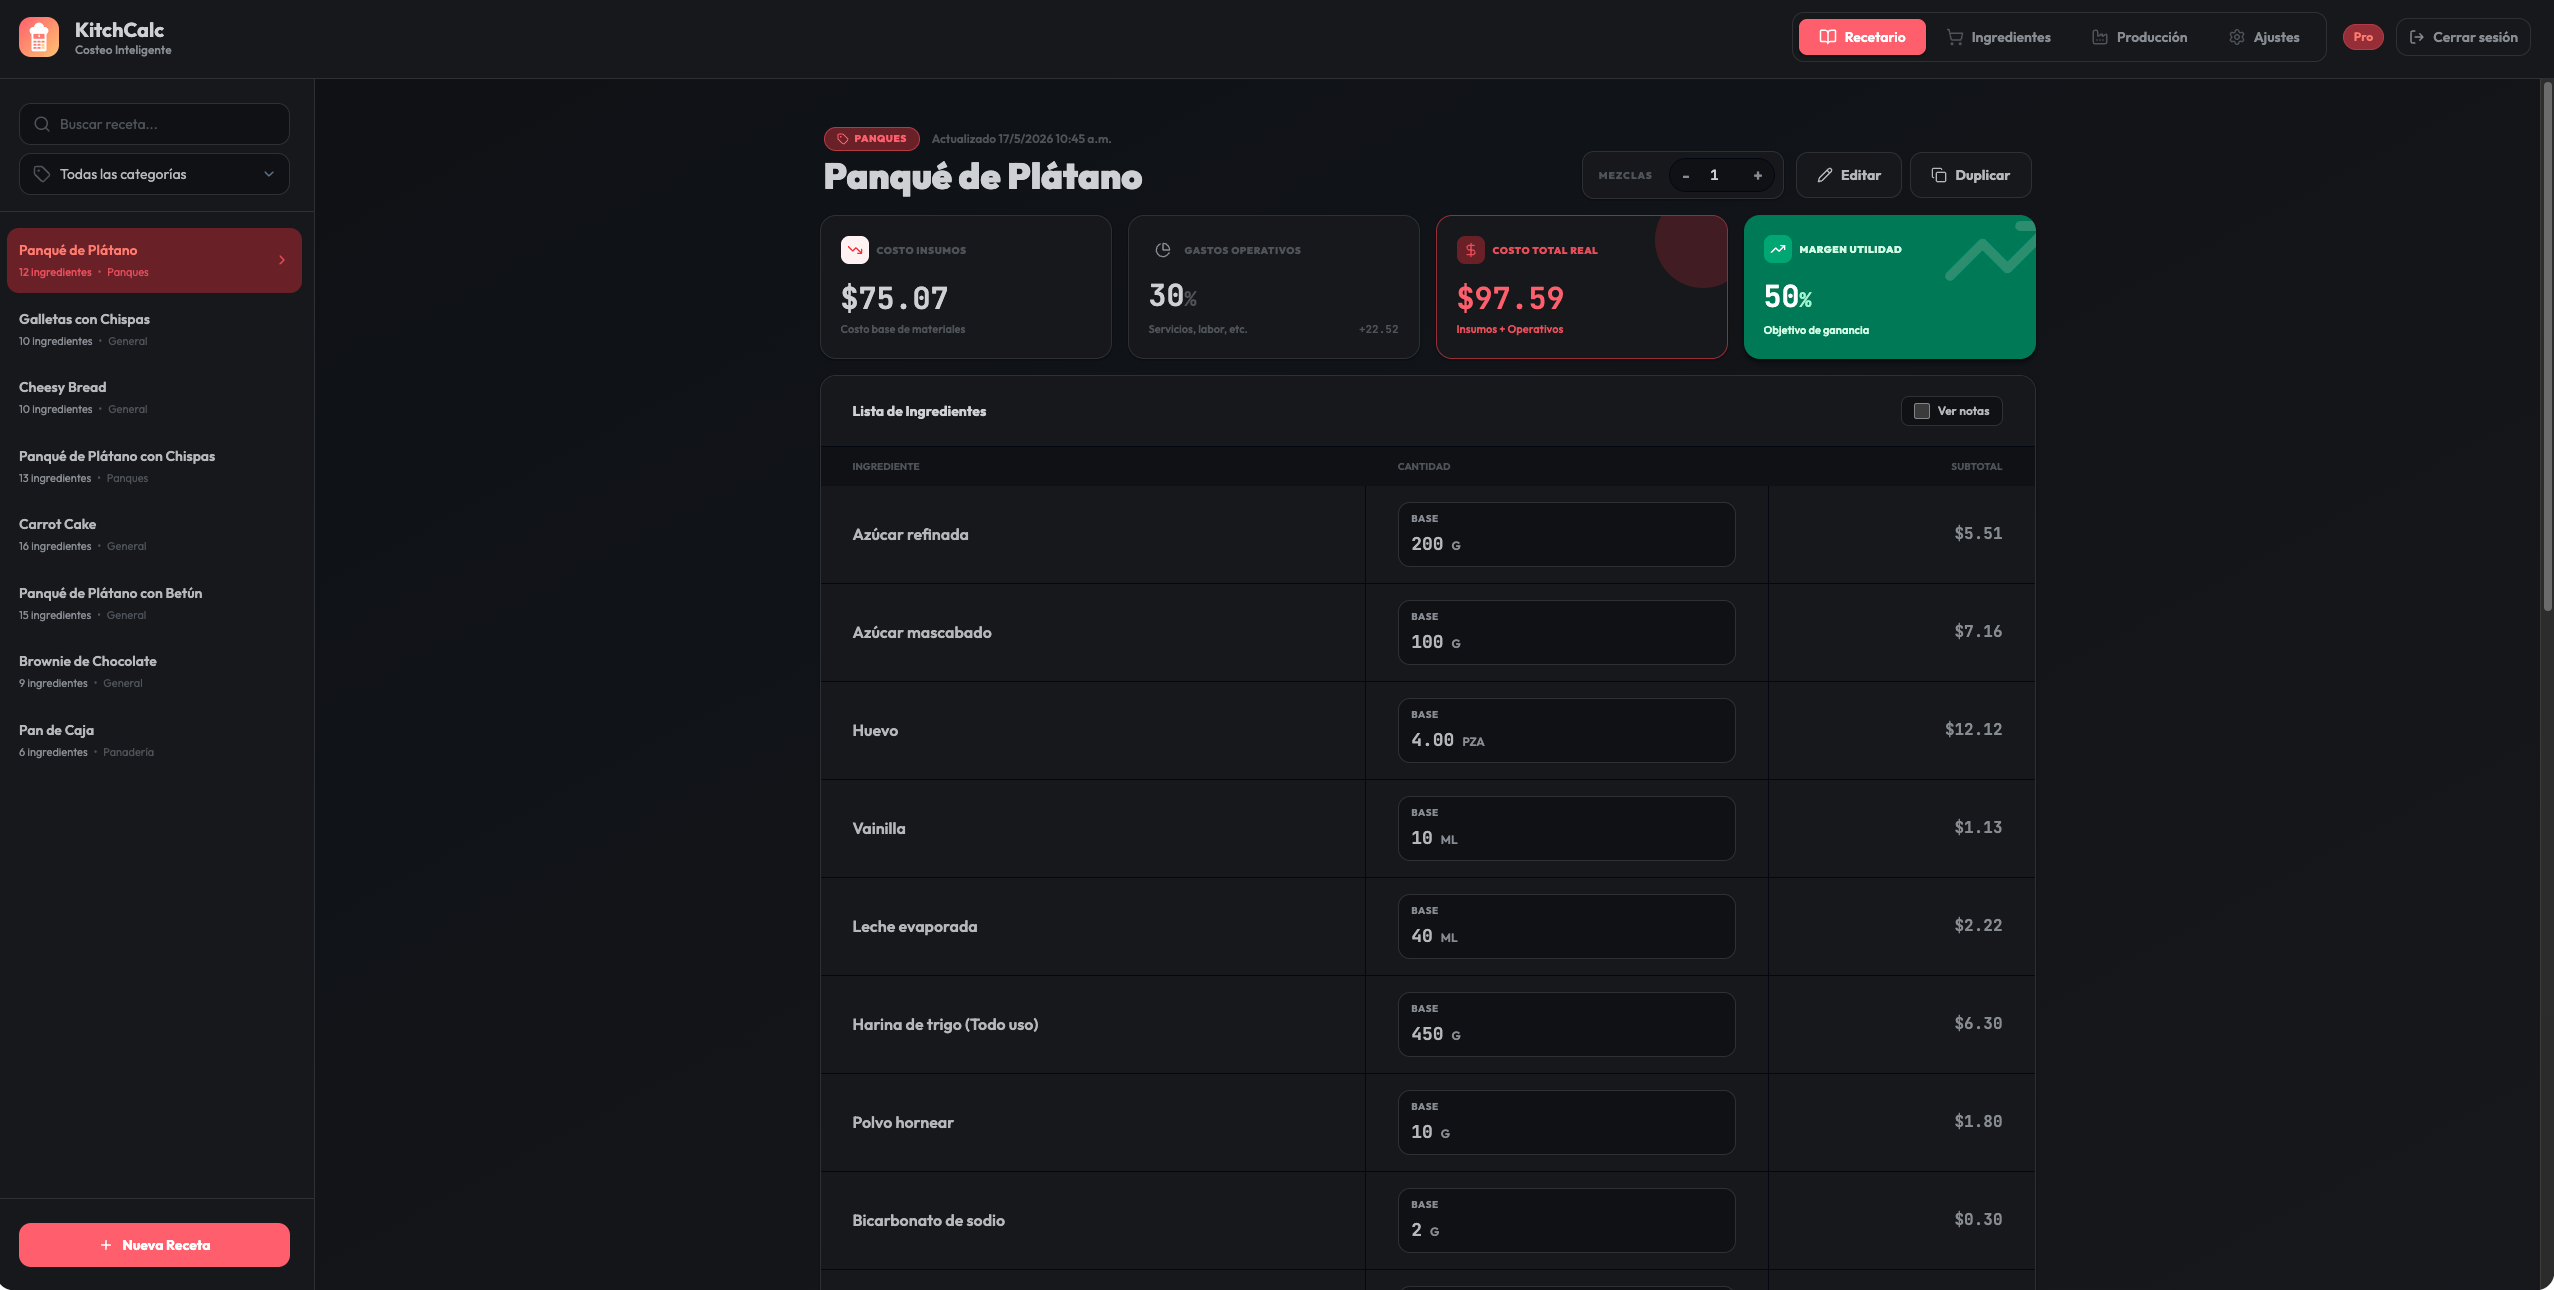 KitchCalc
Costeo Inteligente
Recetario
Ingredientes
Producción
Ajustes
Pro
Cerrar sesión
Buscar receta...
Todas las categorías
Panqué de Plátano
12 ingredientes • Panques
Galletas con Chispas
10 ingredientes • General
Cheesy Bread
10 ingredientes • General
Panqué de Plátano con Chispas
13 ingredientes • Panques
Carrot Cake
16 ingredientes • General
Panqué de Plátano con Betún
15 ingredientes • General
Brownie de Chocolate
9 ingredientes • General
Pan de Caja
6 ingredientes • Panadería
+ Nueva Receta
PANQUES
Actualizado 17/5/2026 10:45 a.m.
Panqué de Plátano
MEZCLAS - 1 +
Editar
Duplicar
COSTO INSUMOS
$75.07
Costo base de materiales
GASTOS OPERATIVOS
30%
Servicios, labor, etc. +22.52
COSTO TOTAL REAL
$97.59
Insumos + Operativos
MARGEN UTILIDAD
50%
Objetivo de ganancia
Lista de Ingredientes
Ver notas
INGREDIENTE CANTIDAD SUBTOTAL
Azúcar refinada
BASE
200 G
$5.51
Azúcar mascabado
BASE
100 G
$7.16
Huevo
BASE
4.00 PZA
$12.12
Vainilla
BASE
10 ML
$1.13
Leche evaporada
BASE
40 ML
$2.22
Harina de trigo (Todo uso)
BASE
450 G
$6.30
Polvo hornear
BASE
10 G
$1.80
Bicarbonato de sodio
BASE
2 G
$0.30